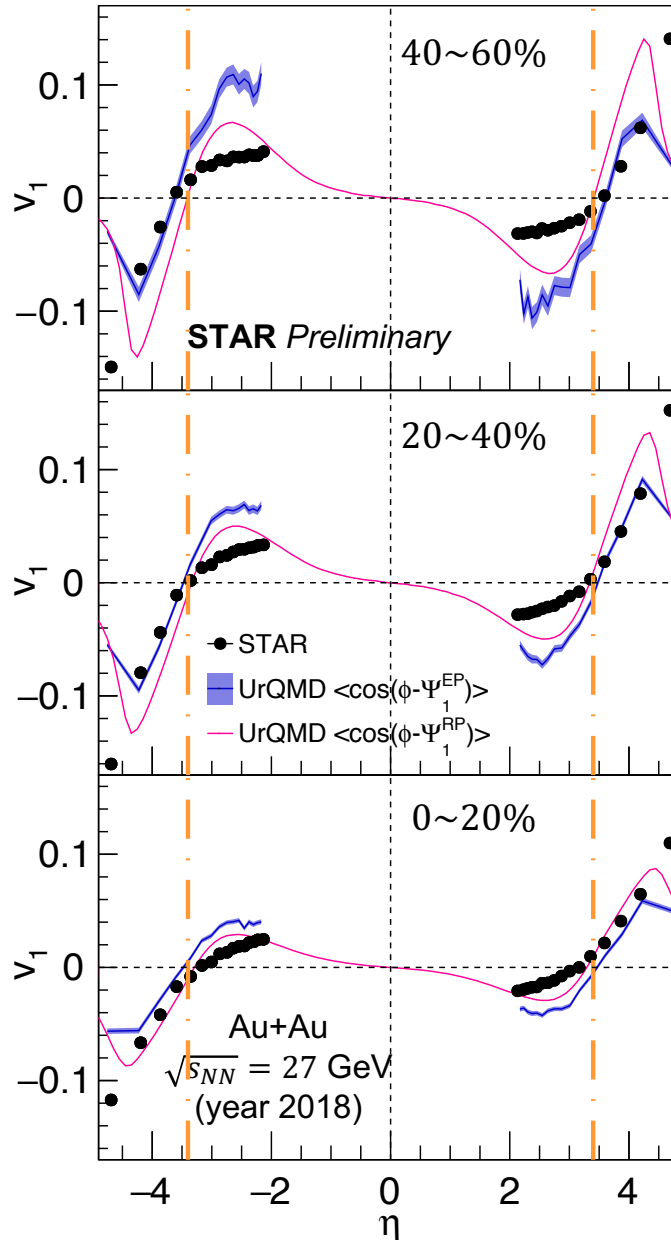 40~60%
0.1
0
−0.1
v₁
STAR Preliminary
20~40%
0.1
0
−0.1
v₁
STAR
UrQMD <cos(ϕ-Ψ₁ᴱᴾ)>
UrQMD <cos(ϕ-Ψ₁ᴿᴾ)>
0~20%
0.1
0
−0.1
v₁
Au+Au
√sNN = 27 GeV
(year 2018)
−4 −2 0 2 4
η